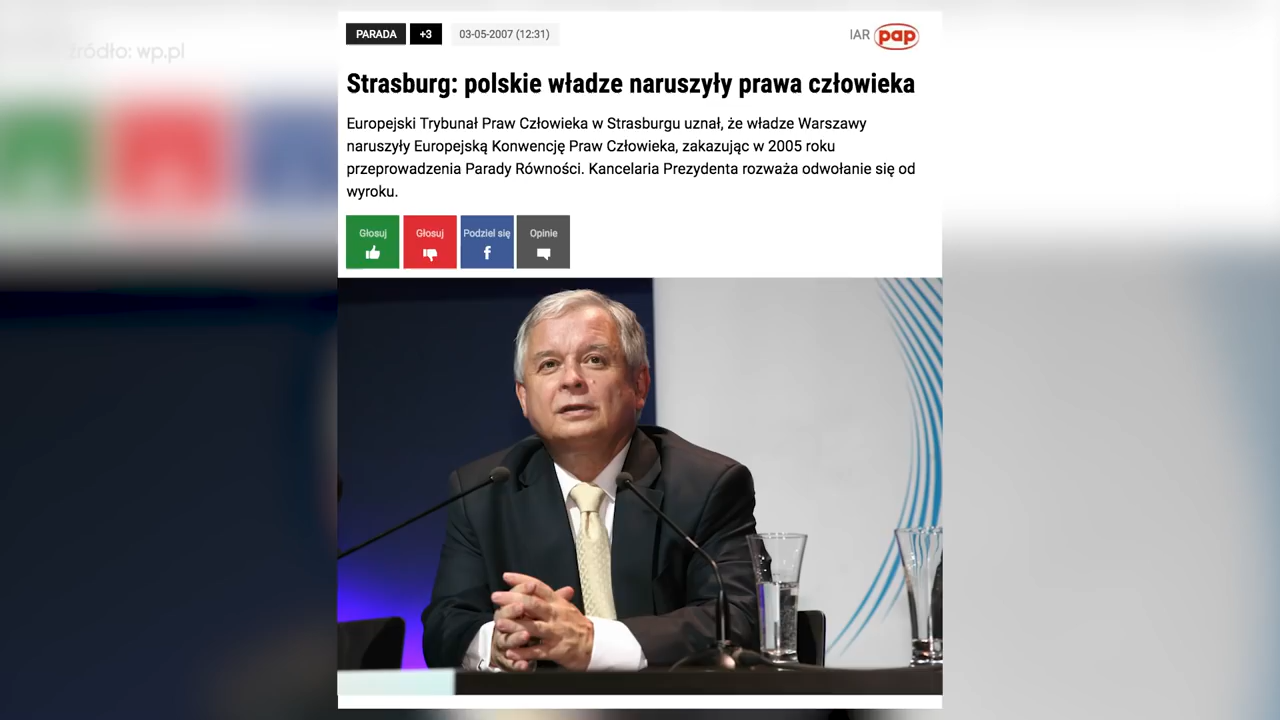 źródło: wp.pl
PARADA +3 03-05-2007 (12:31) IAR pap
Strasburg: polskie władze naruszyły prawa człowieka
Europejski Trybunał Praw Człowieka w Strasburgu uznał, że władze Warszawy
naruszyły Europejską Konwencję Praw Człowieka, zakazując w 2005 roku
przeprowadzenia Parady Równości. Kancelaria Prezydenta rozważa odwołanie się od
wyroku.
Głosuj Głosuj Podziel się Opinie